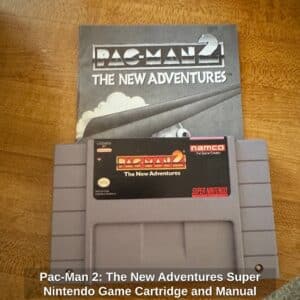 PAC-MAN 2
THE NEW ADVENTURES™
PAC-MAN 2
The New Adventures
namco
SUPER NINTENDO
Pac-Man 2: The New Adventures Super
Nintendo Game Cartridge and Manual